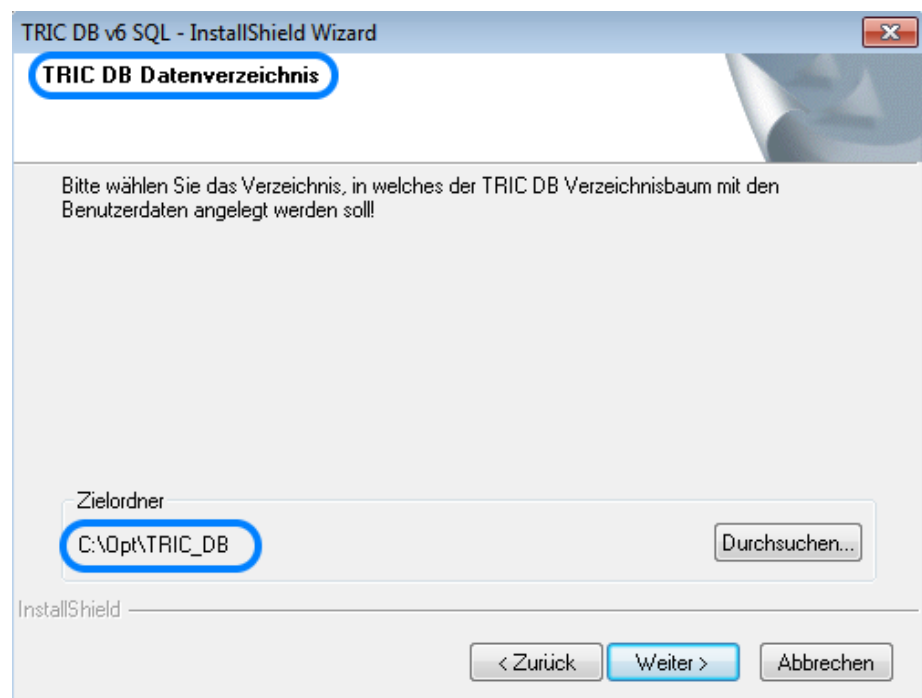 TRIC DB v6 SQL - InstallShield Wizard
TRIC DB Datenverzeichnis
Bitte wählen Sie das Verzeichnis, in welches der TRIC DB Verzeichnisbaum mit den
Benutzerdaten angelegt werden soll!
Zielordner
C:\Opt\TRIC_DB
Durchsuchen...
InstallShield
< Zurück
Weiter >
Abbrechen